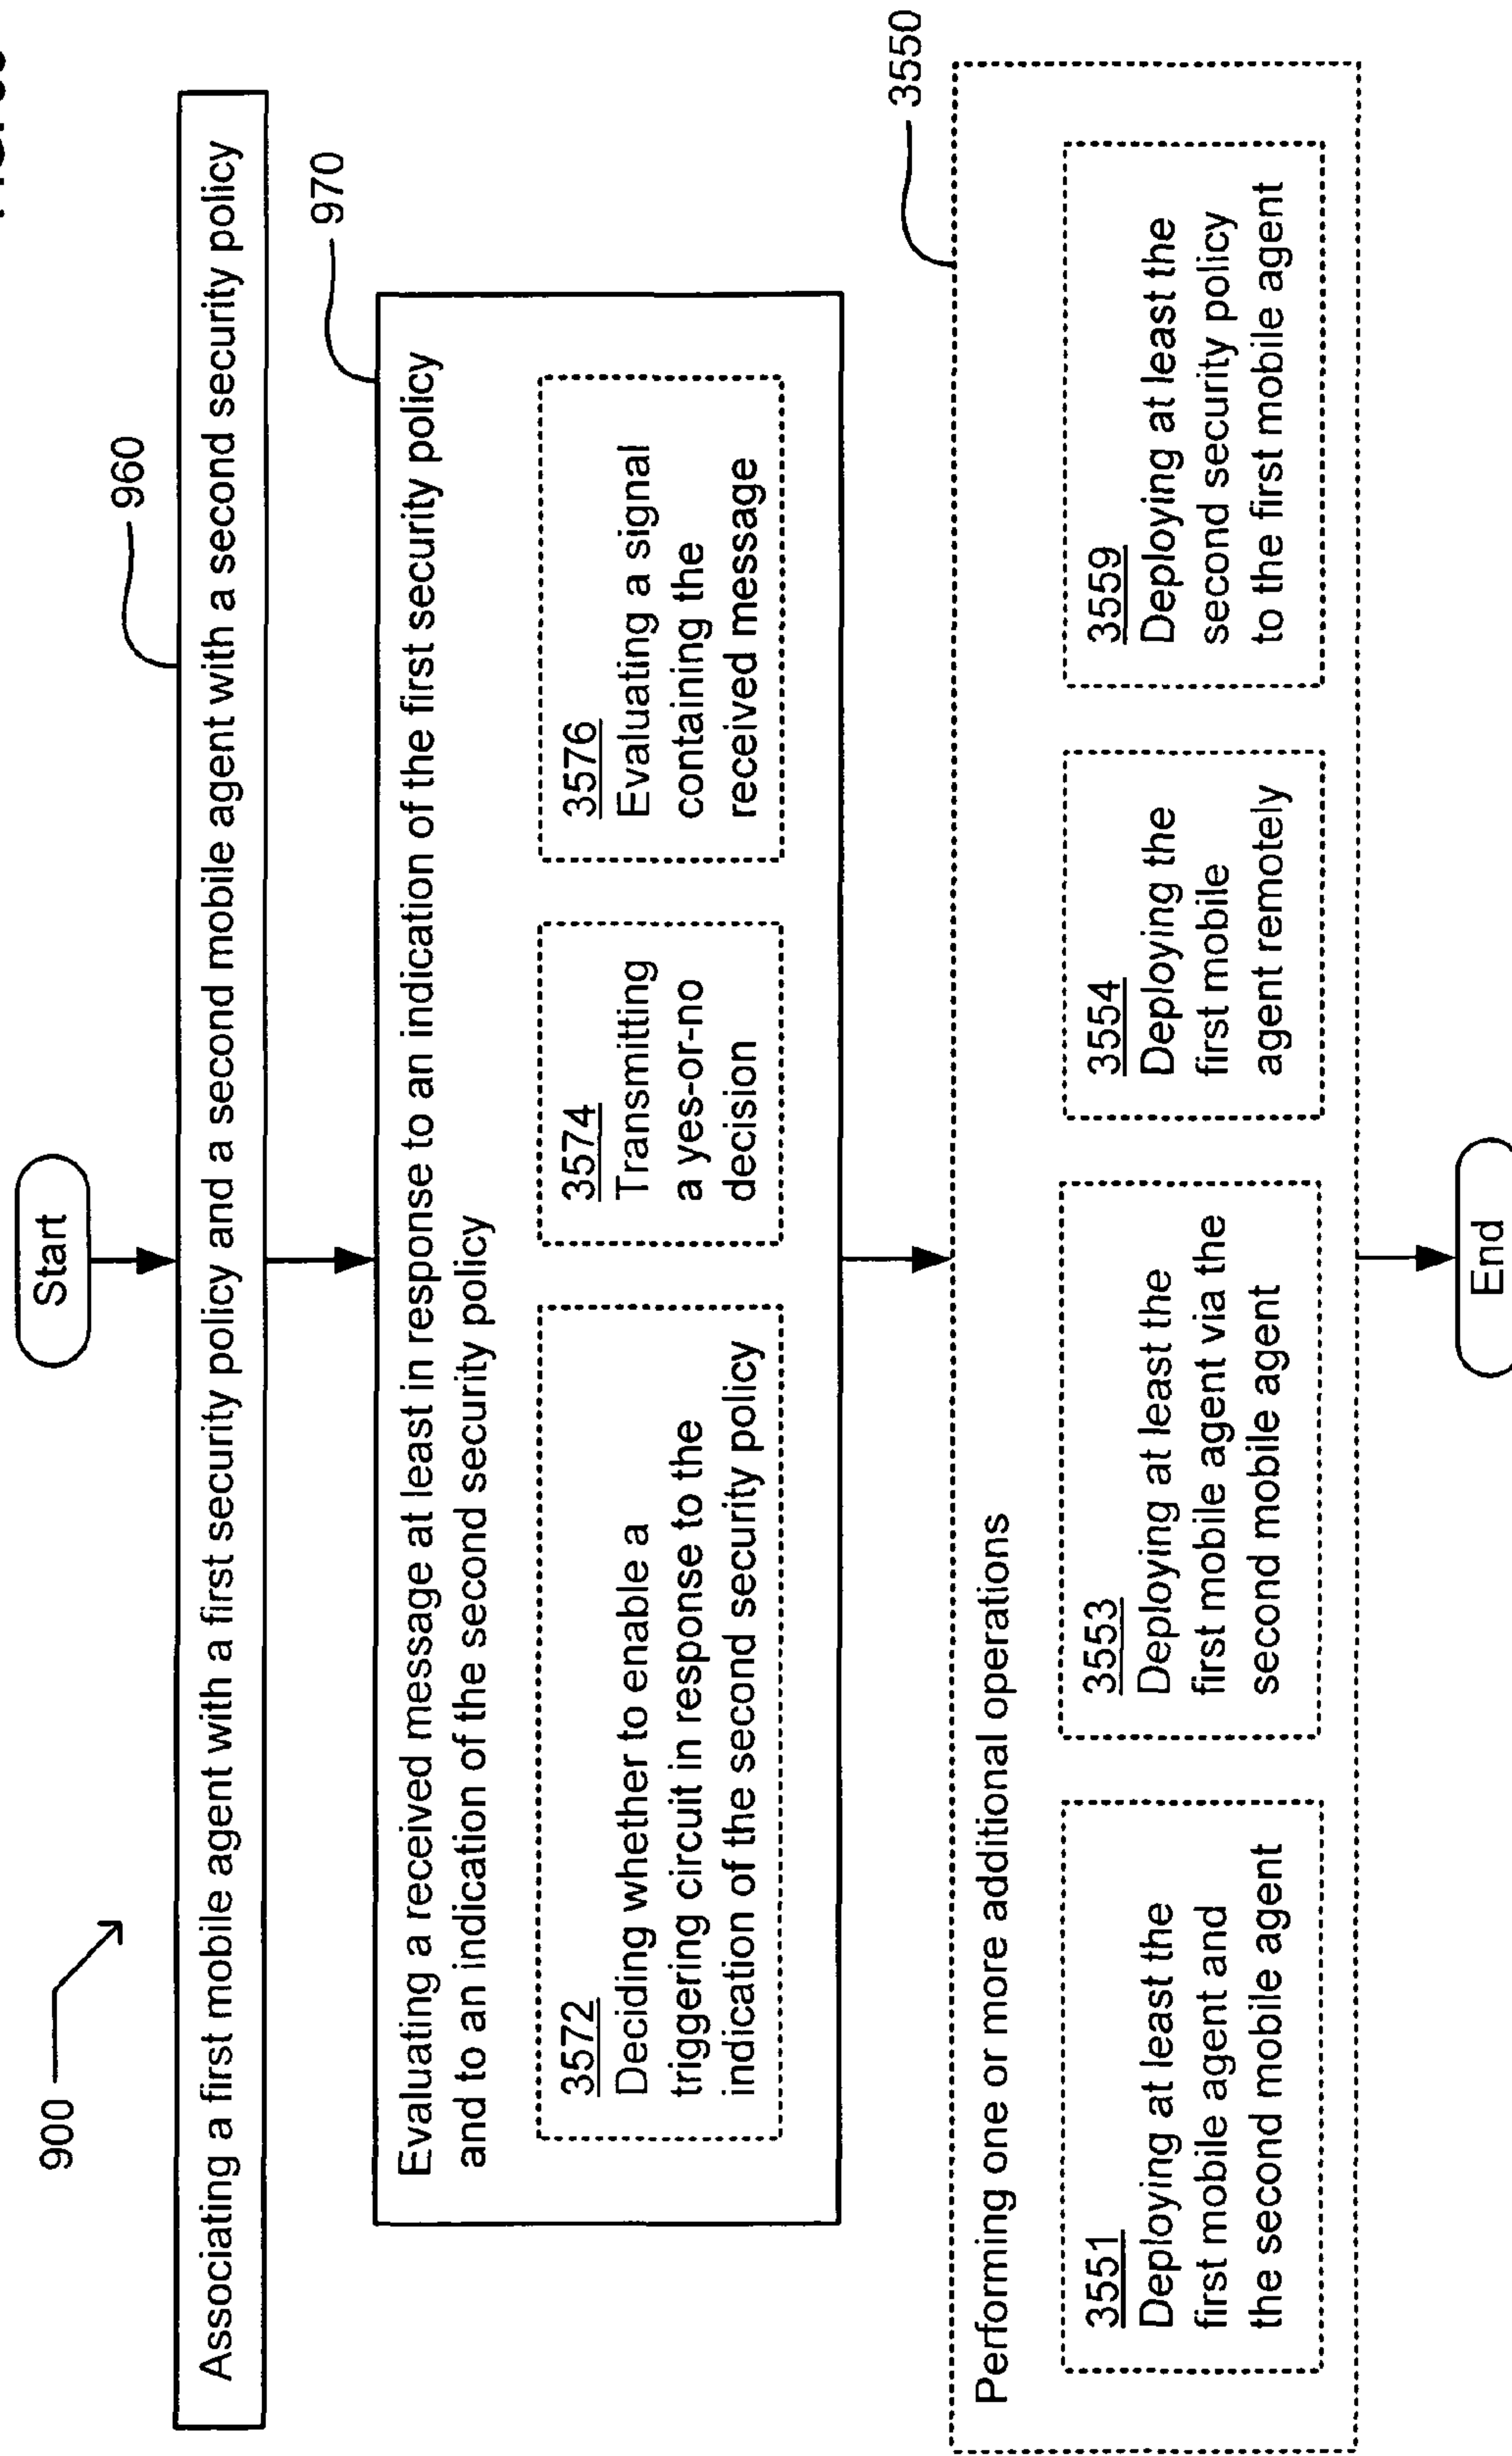 900
Start
960
Associating a first mobile agent with a first security policy and a second mobile agent with a second security policy
970
Evaluating a received message at least in response to an indication of the first security policy
and to an indication of the second security policy
3572
Deciding whether to enable a
triggering circuit in response to the
indication of the second security policy
3574
Transmitting
a yes-or-no
decision
3576
Evaluating a signal
containing the
received message
3550
Performing one or more additional operations
3551
Deploying at least the
first mobile agent and
the second mobile agent
3553
Deploying at least the
first mobile agent via the
second mobile agent
3554
Deploying the
first mobile
agent remotely
3559
Deploying at least the
second security policy
to the first mobile agent
End